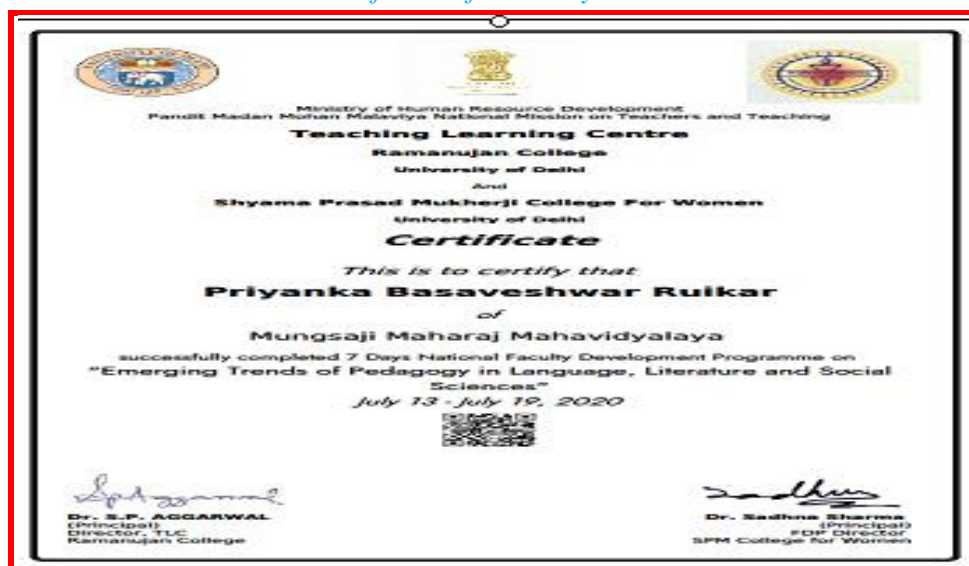 Ministry of Human Resource Development
Pandit Madan Mohan Malaviya National Mission on Teachers and Teaching
Teaching Learning Centre
Ramanujan College
University of Delhi
And
Shyama Prasad Mukherji College For Women
University of Delhi
Certificate
This is to certify that
Priyanka Basaveshwar Ruikar
of
Mungsaji Maharaj Mahavidyalaya
successfully completed 7 Days National Faculty Development Programme on
"Emerging Trends of Pedagogy in Language, Literature and Social
Sciences"
July 13 - July 19, 2020
Dr. S.P. AGGARWAL
(Principal)
Director, TLC
Ramanujan College
Dr. Sadhna Sharma
(Principal)
FDP Director
SPM College for Women